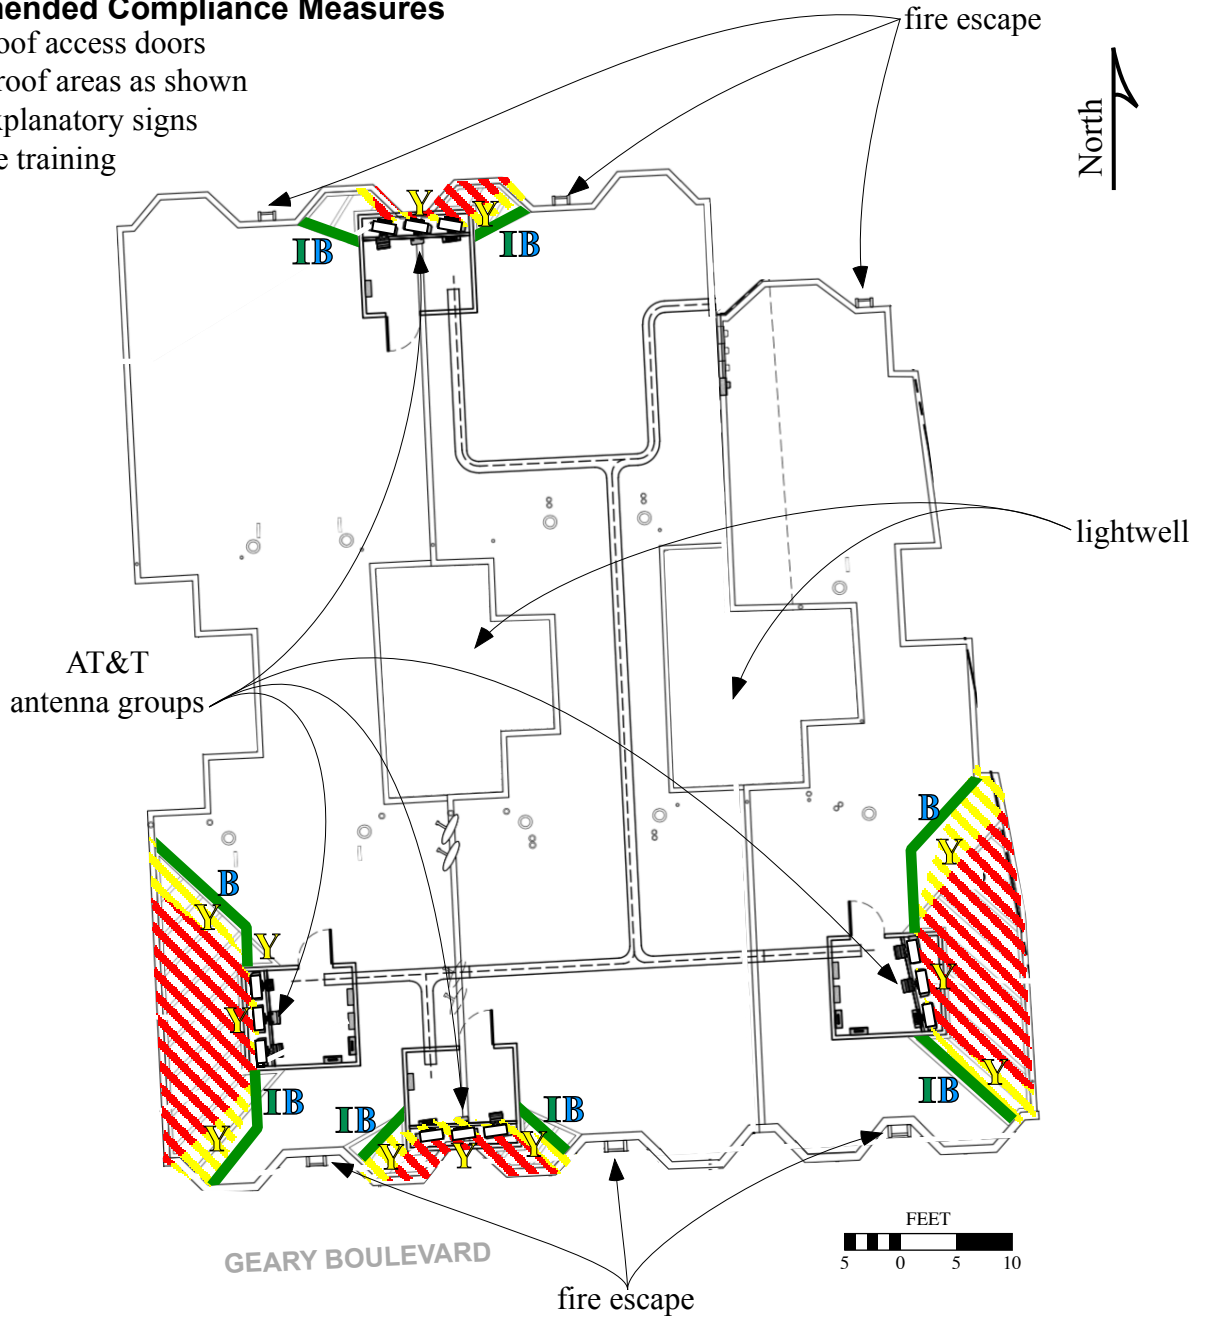 ended Compliance Measures
oof access doors
roof areas as shown
xplanatory signs
e training
fire escape
North
Y
Y
IB
IB
lightwell
AT&T
antenna groups
B
B
Y
Y
Y
Y
Y
Y
IB
IB
IB
IB
Y
Y
Y
Y
Y
FEET
5 0 5 10
GEARY BOULEVARD
fire escape